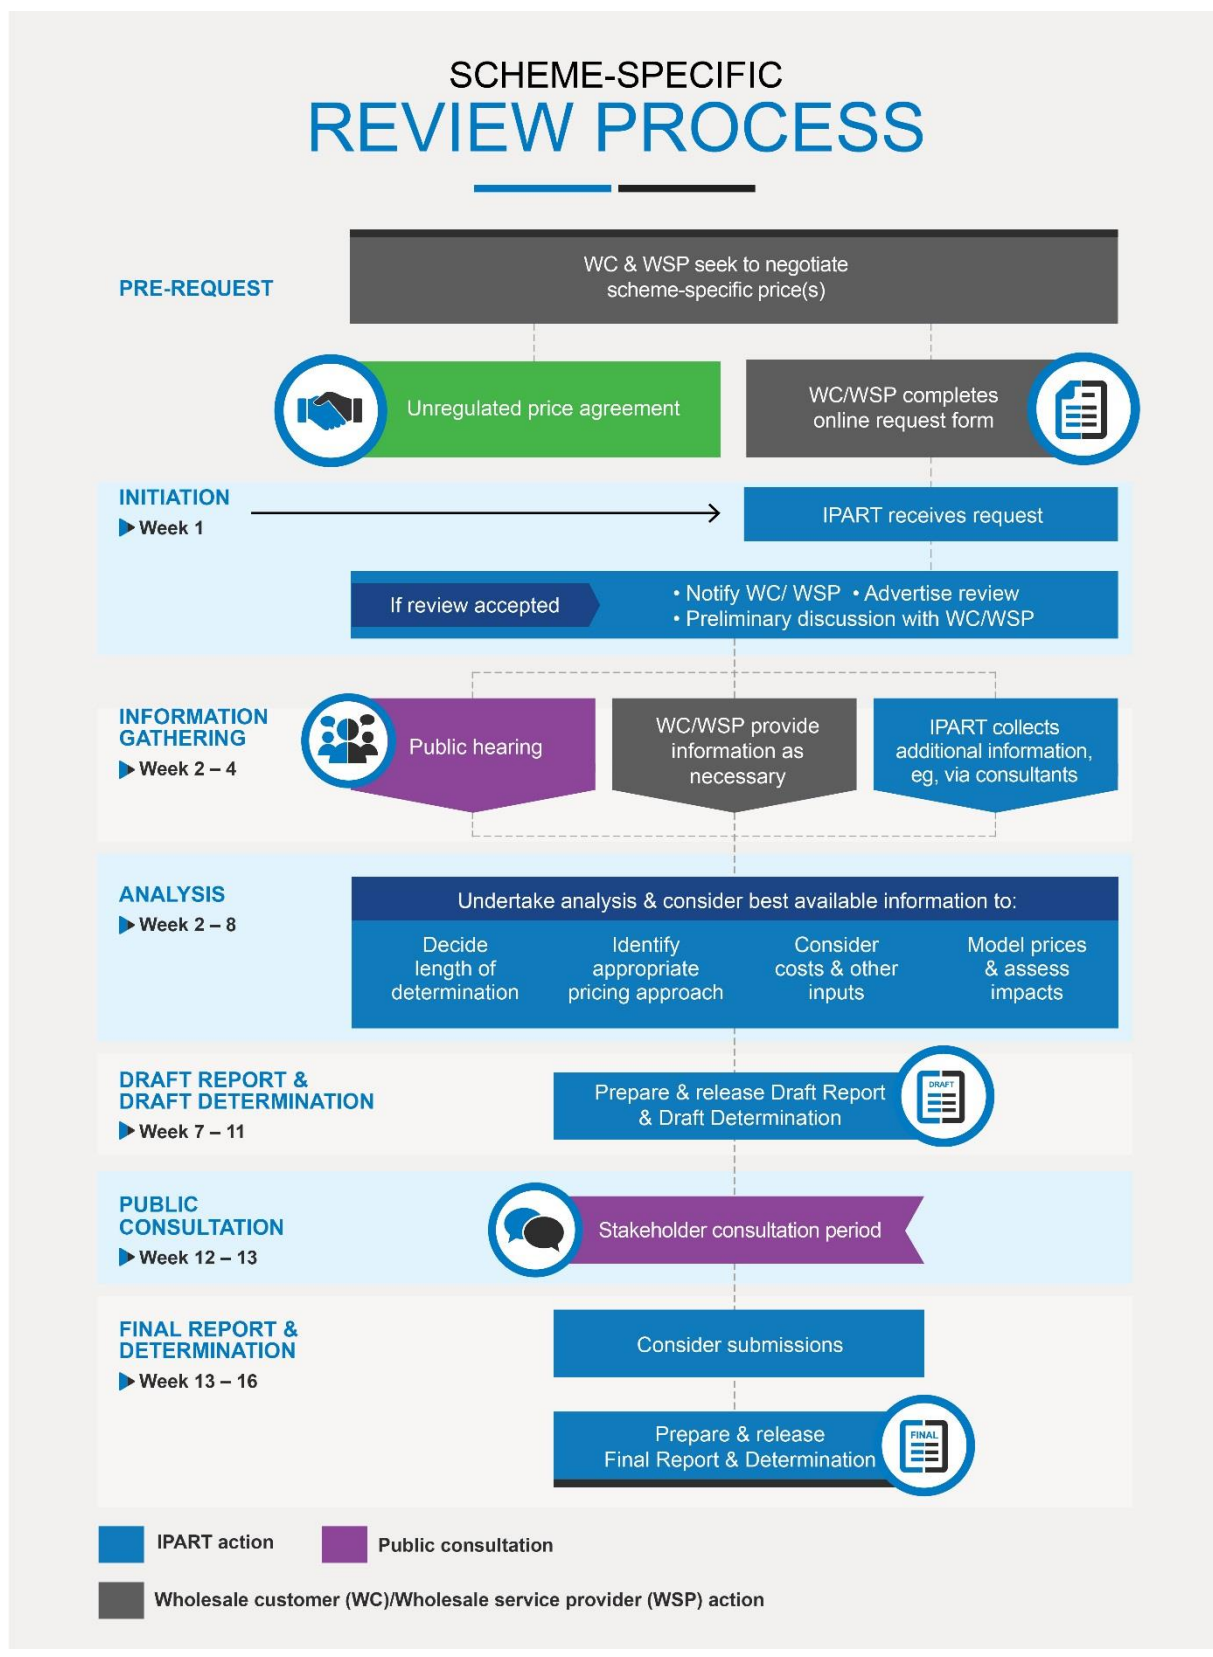 SCHEME-SPECIFIC
REVIEW PROCESS
PRE-REQUEST
WC & WSP seek to negotiate
scheme-specific price(s)
Unregulated price agreement
WC/WSP completes
online request form
INITIATION
Week 1
IPART receives request
If review accepted
• Notify WC/ WSP • Advertise review
• Preliminary discussion with WC/WSP
INFORMATION
GATHERING
Week 2 – 4
Public hearing
WC/WSP provide
information as
necessary
IPART collects
additional information,
eg, via consultants
ANALYSIS
Week 2 – 8
Undertake analysis & consider best available information to:
Decide
length of
determination
Identify
appropriate
pricing approach
Consider
costs & other
inputs
Model prices
& assess
impacts
DRAFT REPORT &
DRAFT DETERMINATION
Week 7 – 11
Prepare & release Draft Report
& Draft Determination
DRAFT
PUBLIC
CONSULTATION
Week 12 – 13
Stakeholder consultation period
FINAL REPORT &
DETERMINATION
Week 13 – 16
Consider submissions
Prepare & release
Final Report & Determination
FINAL
IPART action
Public consultation
Wholesale customer (WC)/Wholesale service provider (WSP) action